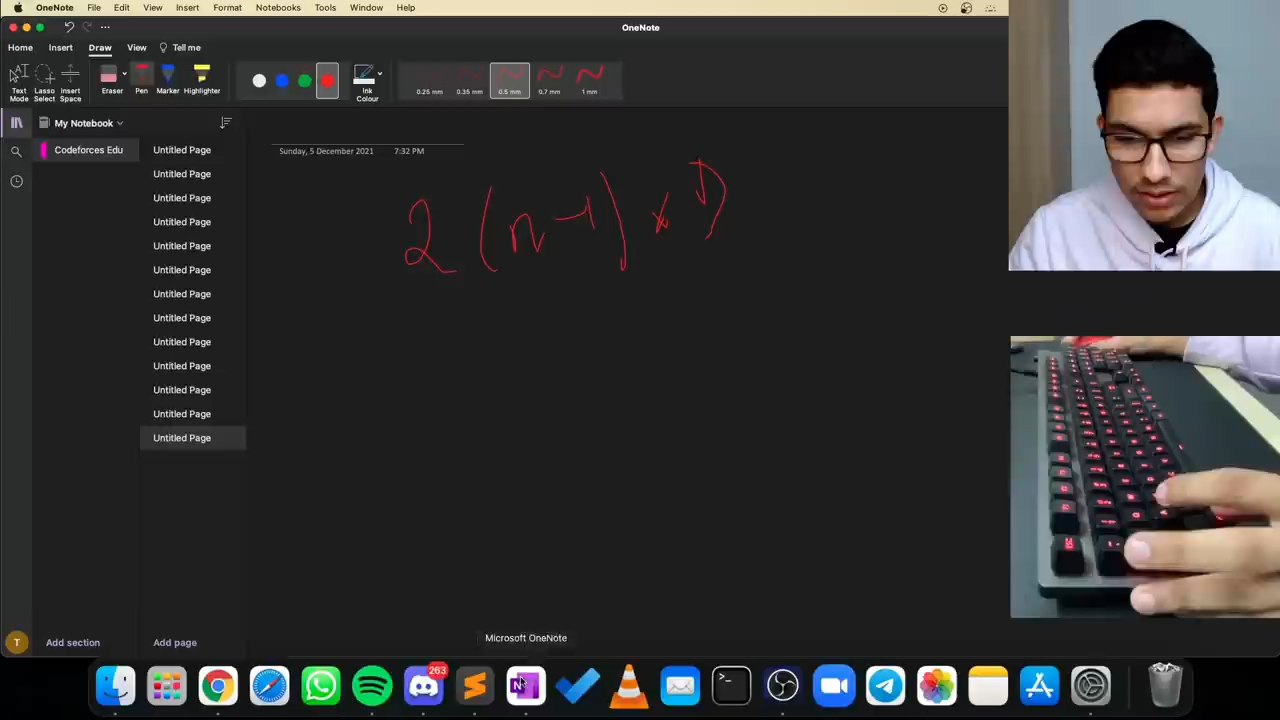 OneNote File Edit View Insert Format Notebooks Tools Window Help
OneNote
Home Insert Draw View Tell me
Text Mode
Lasso Select
Insert Space
Eraser
Pen
Marker
Highlighter
Ink Colour
0.25 mm
0.35 mm
0.5 mm
0.7 mm
1 mm
My Notebook
Codeforces Edu
Untitled Page
Untitled Page
Untitled Page
Untitled Page
Untitled Page
Untitled Page
Untitled Page
Untitled Page
Untitled Page
Untitled Page
Untitled Page
Untitled Page
Untitled Page
Sunday, 5 December 2021 7:32 PM
2 (n-1) x
T
Add section
Add page
Microsoft OneNote
263
N
>_